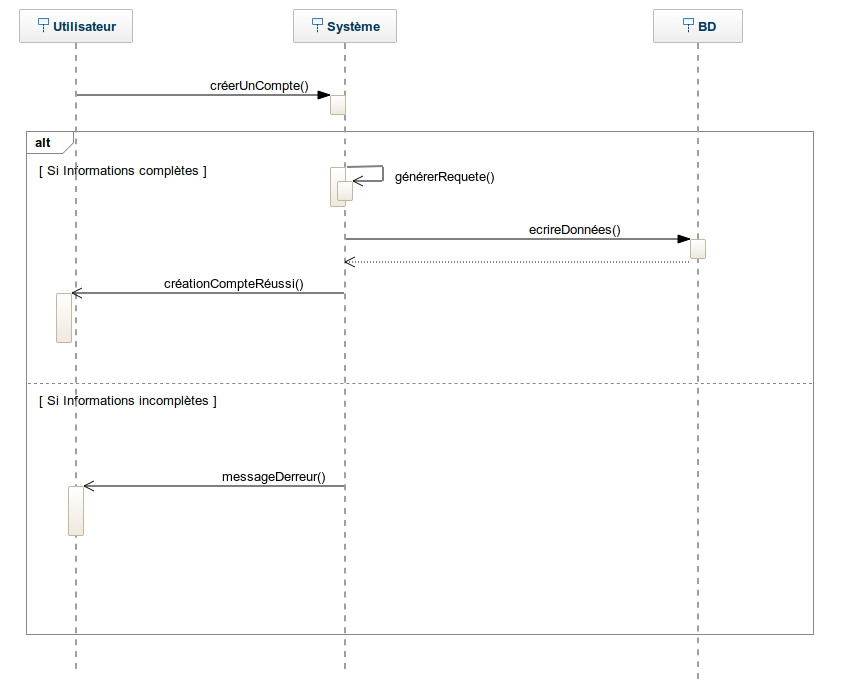 Utilisateur
Système
BD
créerUnCompte()
alt
[ Si Informations complètes ]
générerRequete()
ecrireDonnées()
créationCompteRéussi()
[ Si Informations incomplètes ]
messageDerreur()